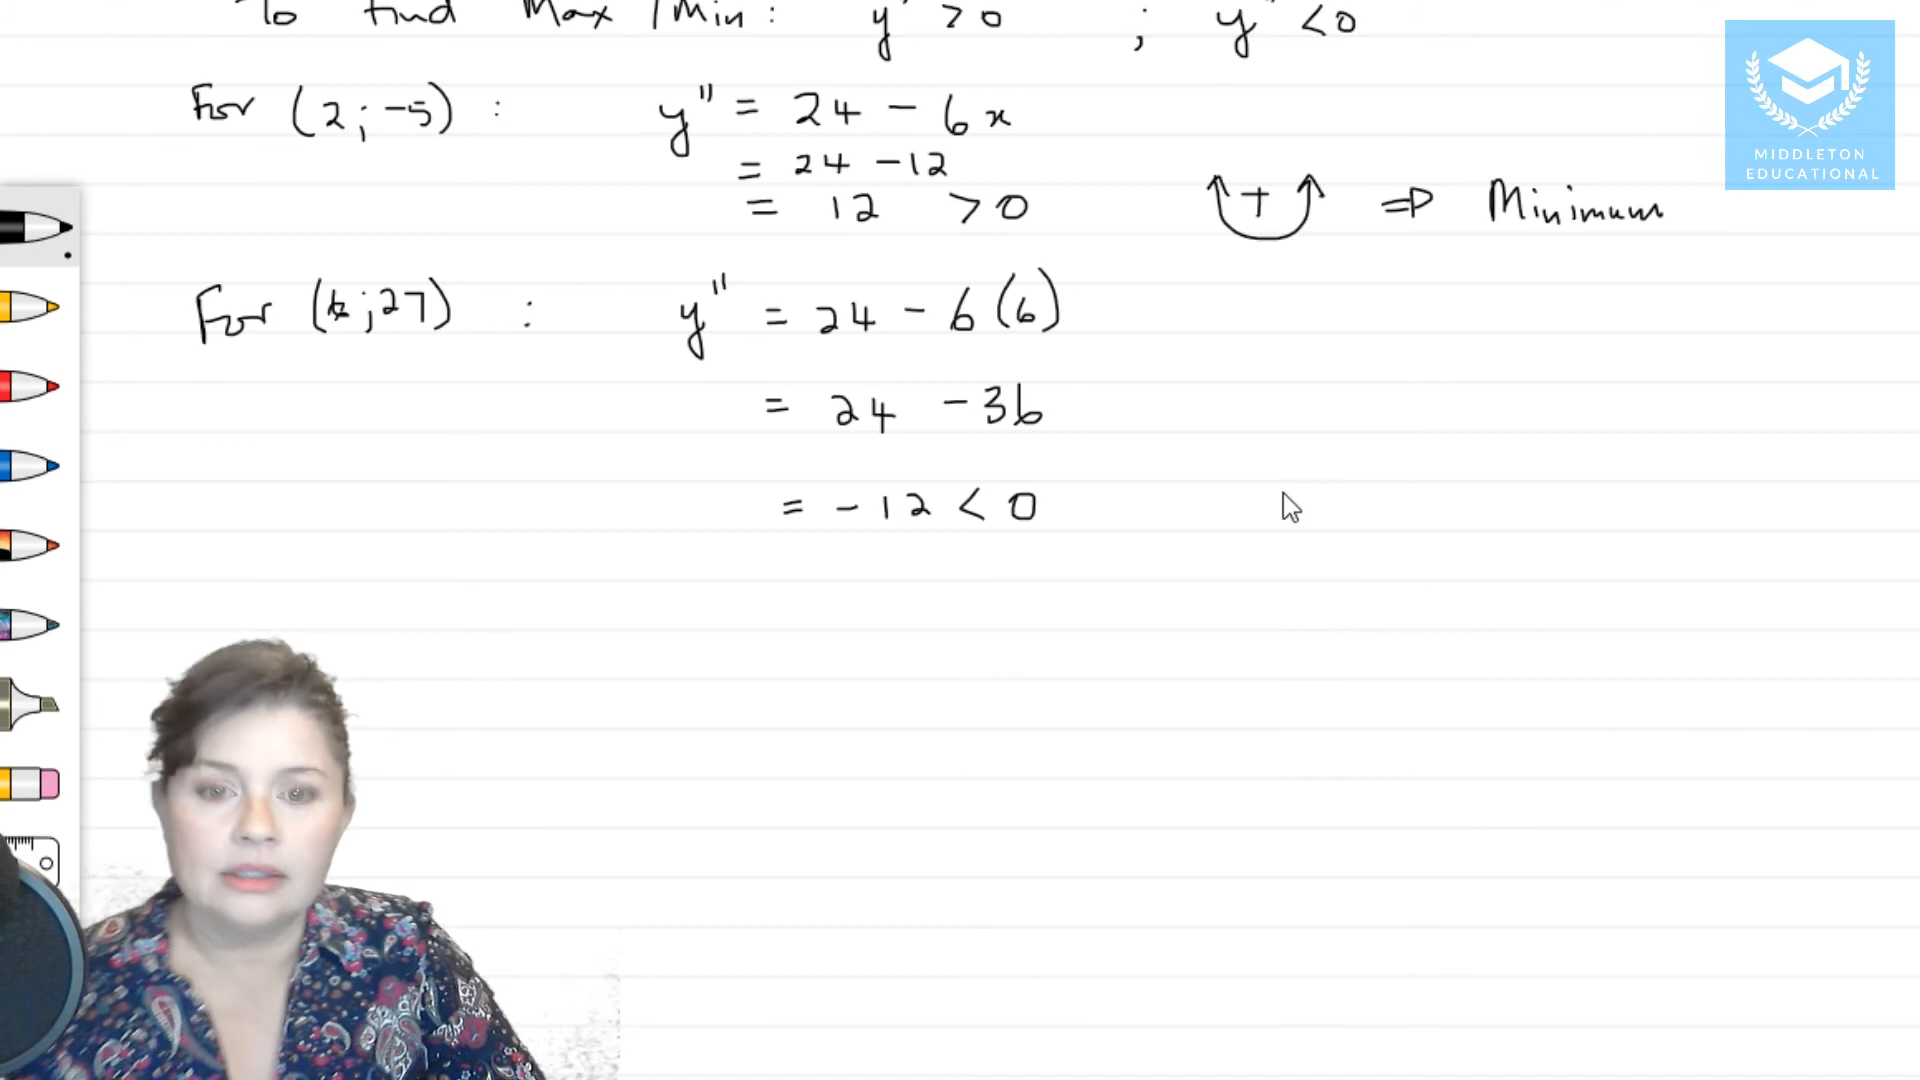 To find Max / Min : y" > 0 ; y" < 0
MIDDLETON
EDUCATIONAL
For (2 ; -5) : y" = 24 - 6x
= 24 - 12
= 12 > 0 + ⇒ Minimum
For (6 ; 27) : y" = 24 - 6(6)
= 24 - 36
= -12 < 0